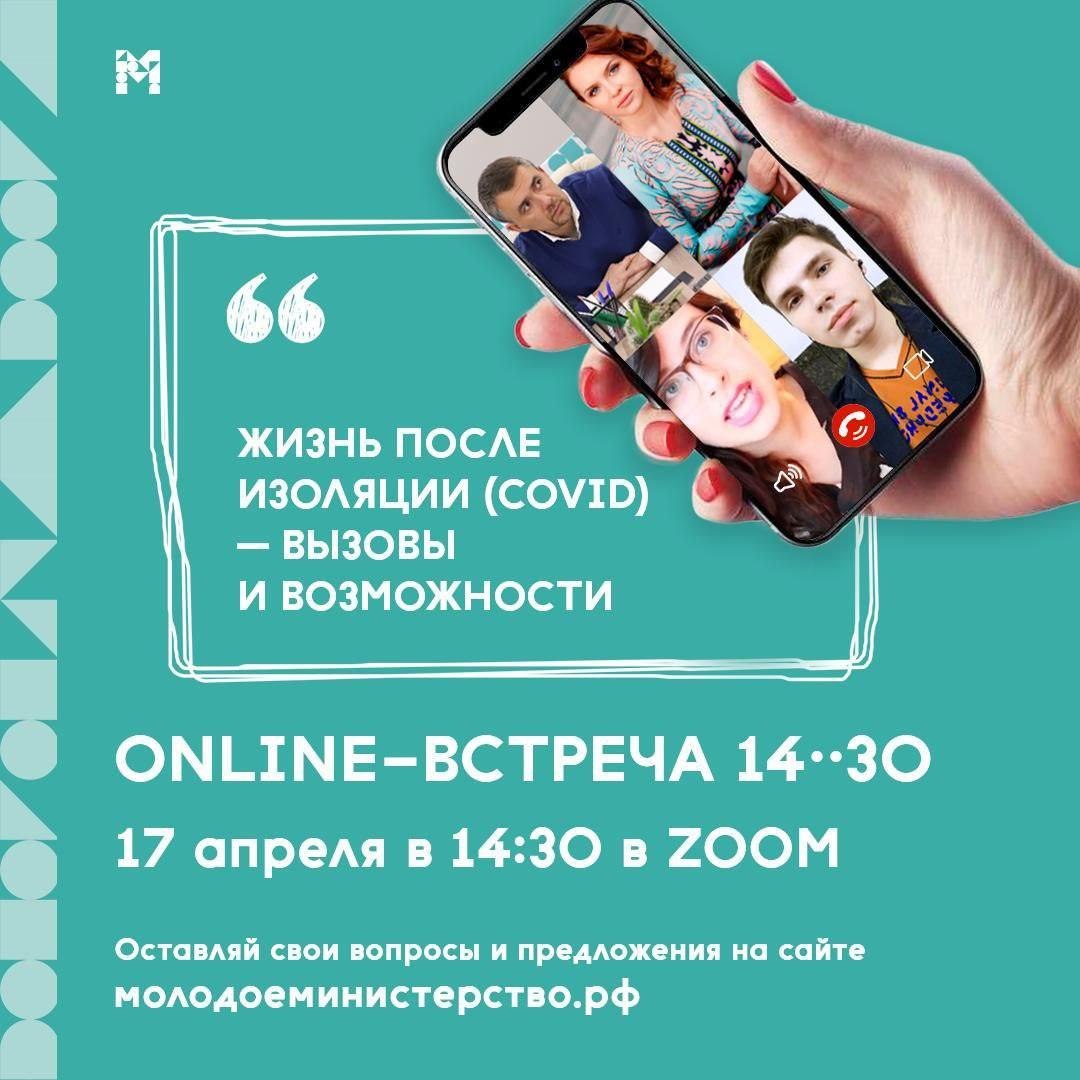 ЖИЗНЬ ПОСЛЕ
ИЗОЛЯЦИИ (COVID)
— ВЫЗОВЫ
И ВОЗМОЖНОСТИ
ONLINE–ВСТРЕЧА 14··30
17 апреля в 14:30 в ZOOM
Оставляй свои вопросы и предложения на сайте
молодоеминистерство.рф